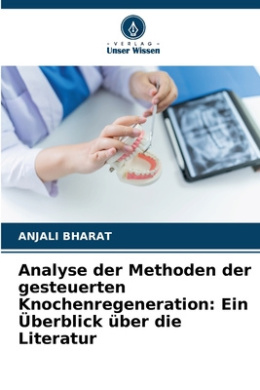 VERLAG
Unser Wissen
ANJALI BHARAT
Analyse der Methoden der
gesteuerten
Knochenregeneration: Ein
Überblick über die
Literatur